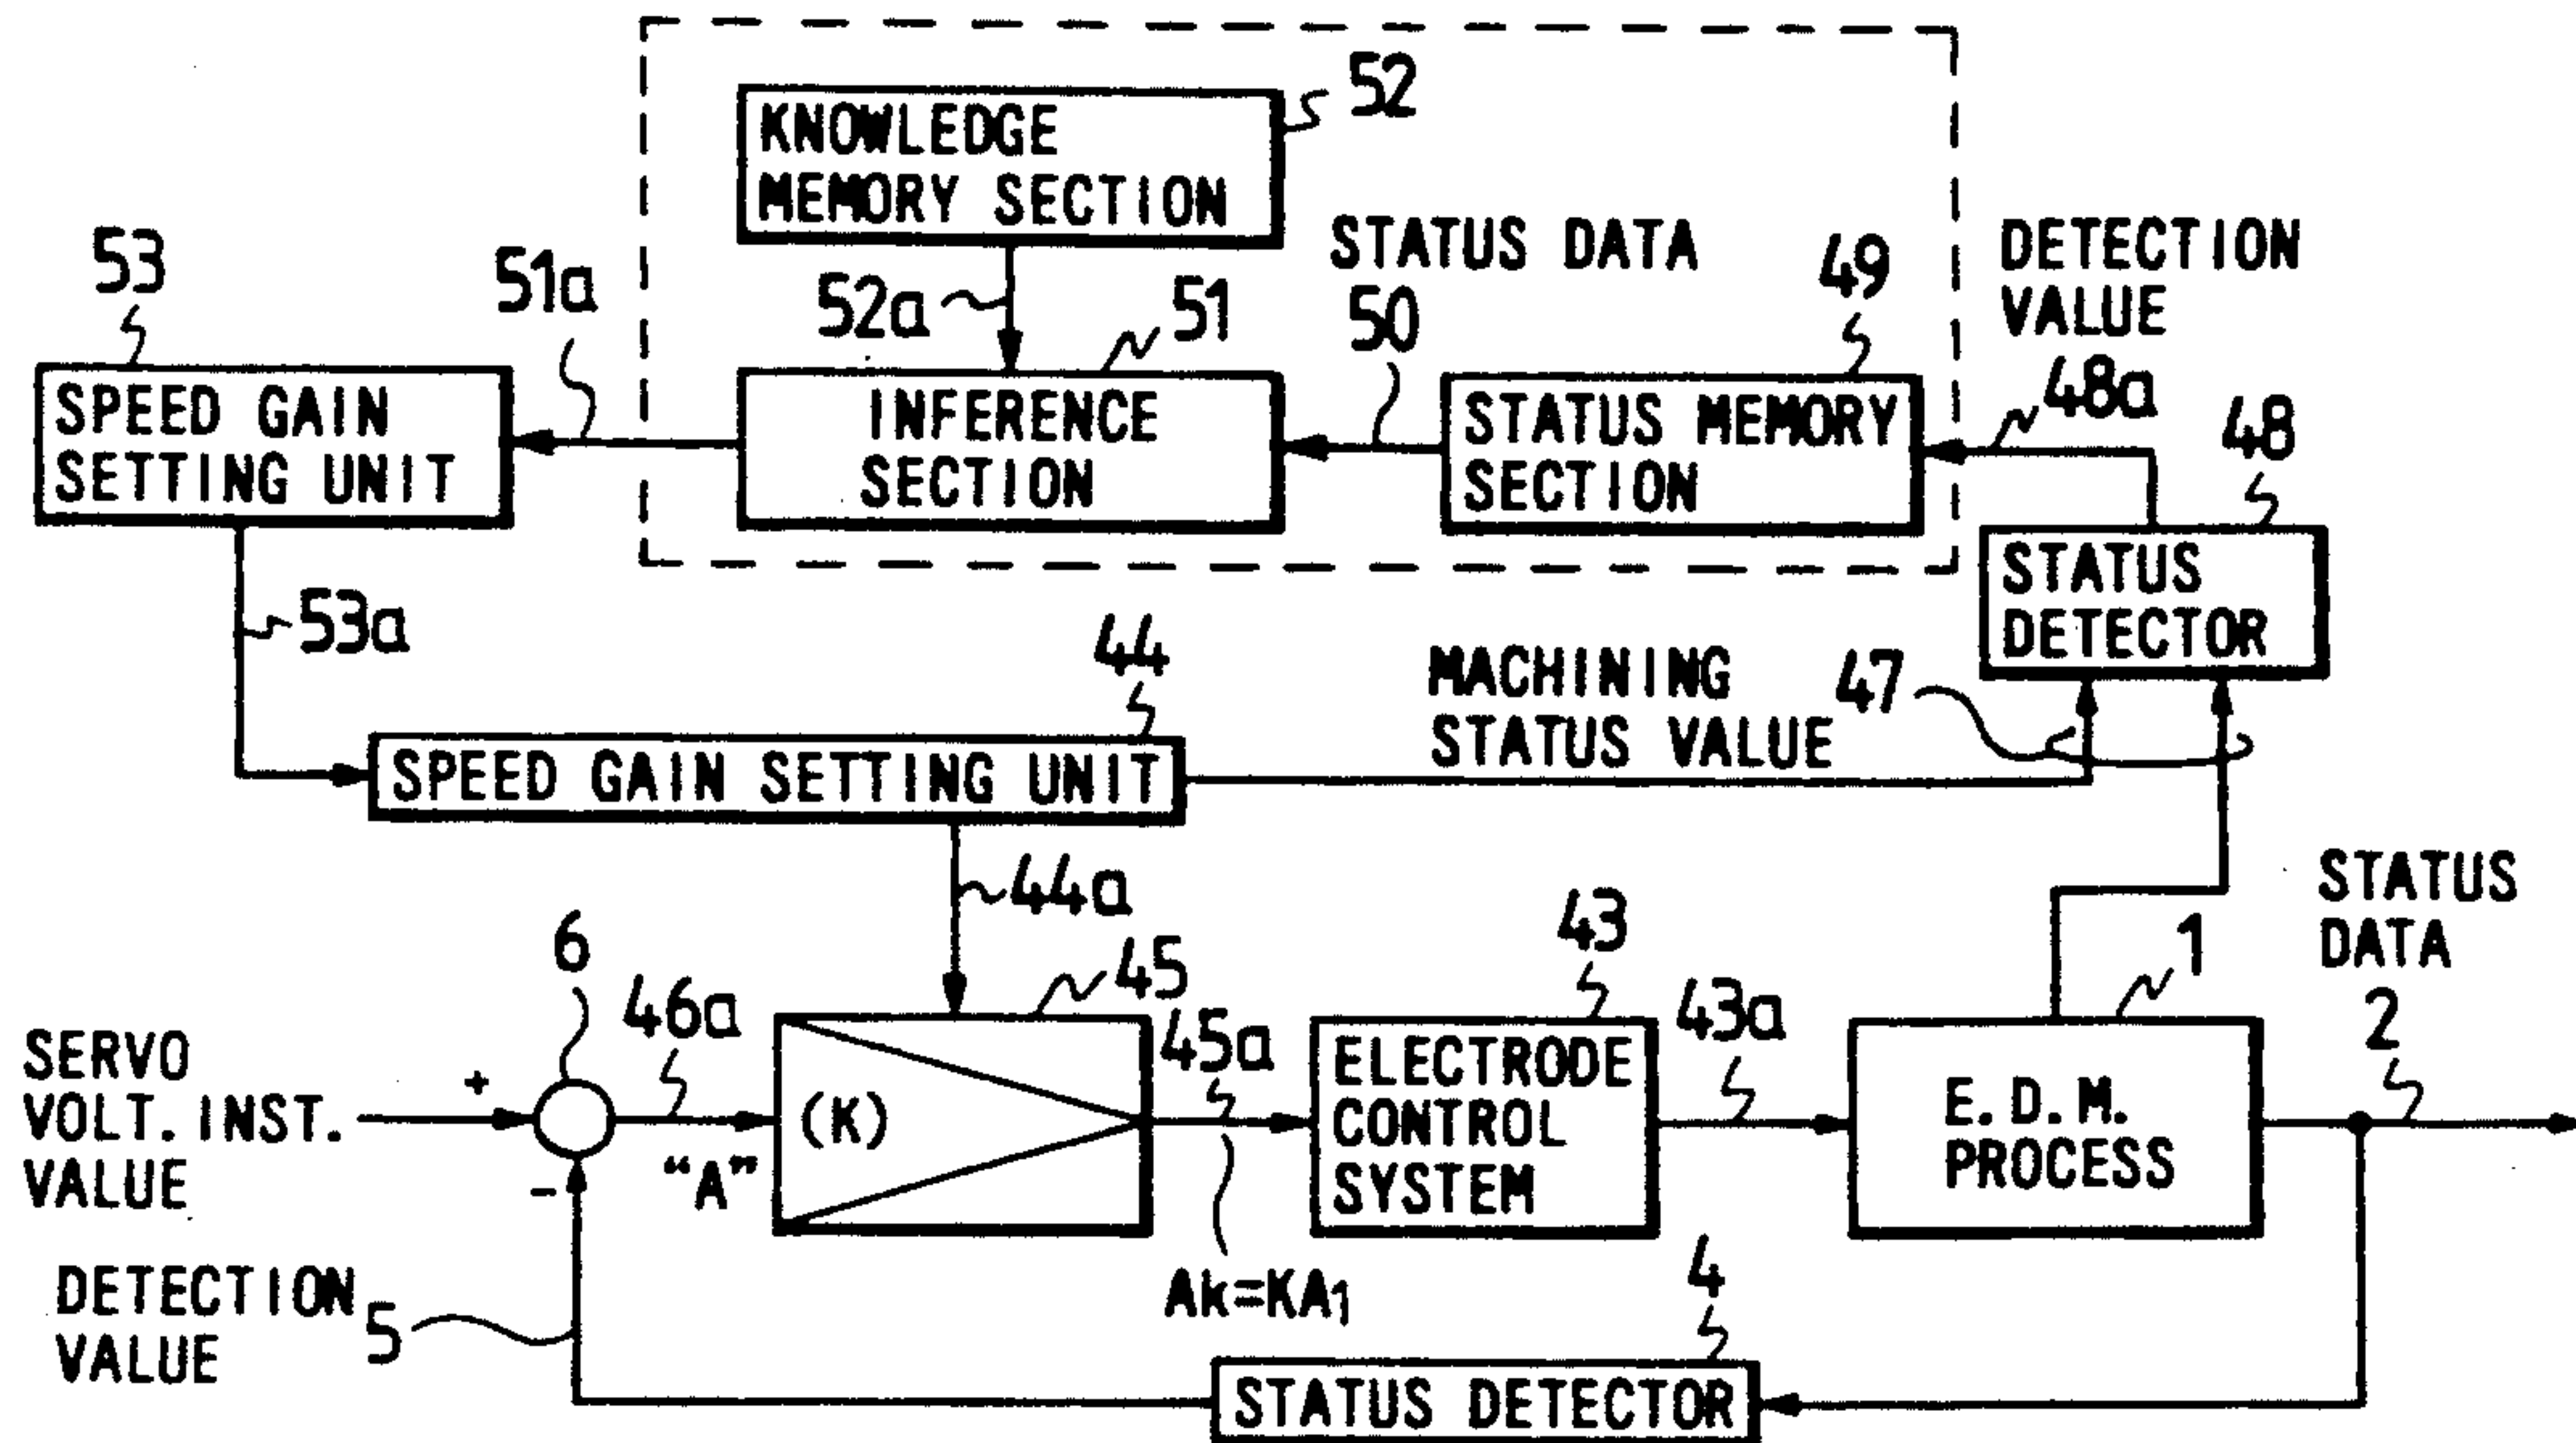 KNOWLEDGE
MEMORY SECTION
52
STATUS DATA
50
49
DETECTION
VALUE
48a
48
53
51a
52a
51
SPEED GAIN
SETTING UNIT
INFERENCE
SECTION
STATUS MEMORY
SECTION
STATUS
DETECTOR
53a
44
MACHINING
STATUS VALUE
47
SPEED GAIN SETTING UNIT
44a
STATUS
DATA
2
6
46a
45
45a
43
43a
1
SERVO
VOLT. INST.
VALUE
+
-
"A"
(K)
ELECTRODE
CONTROL
SYSTEM
E. D. M.
PROCESS
Ak=KA1
DETECTION
VALUE
5
4
STATUS DETECTOR